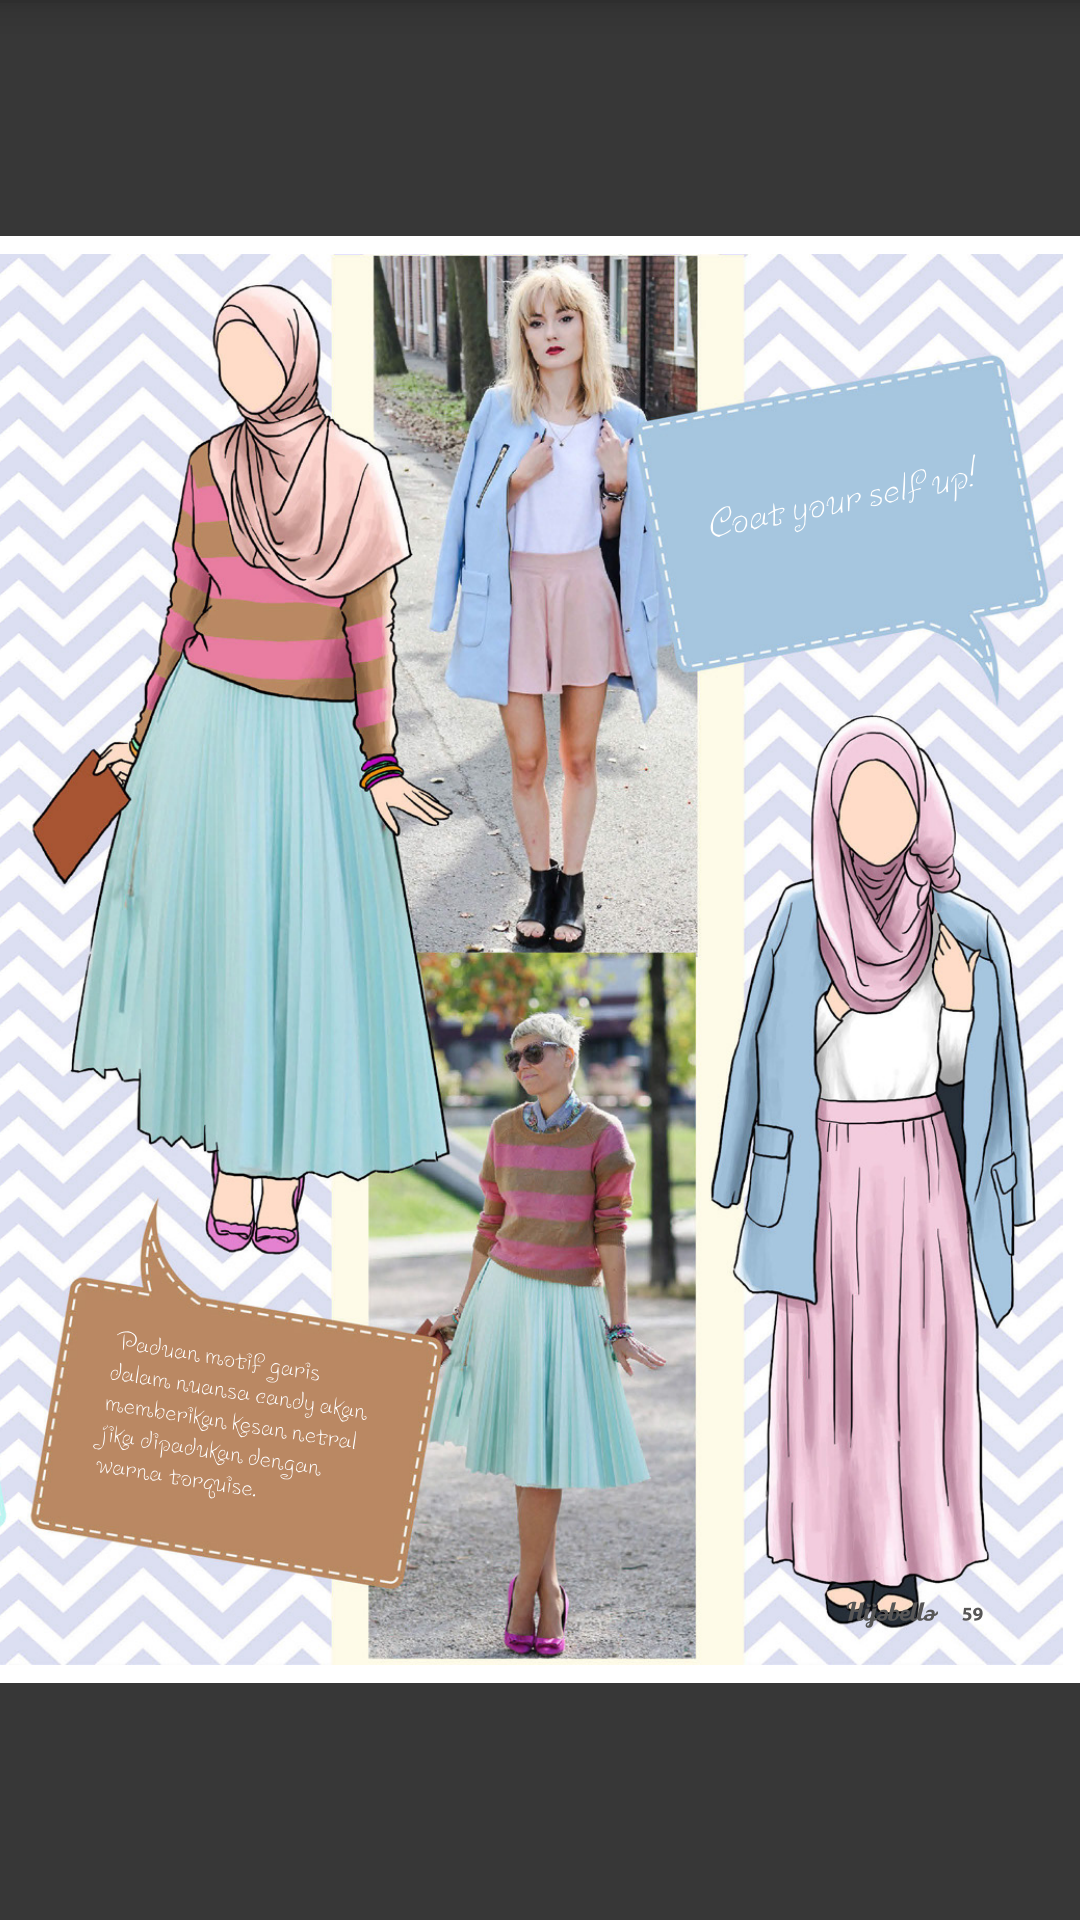 Coat your self up!
Paduan motif garis
dalam nuansa candy akan
memberikan kesan netral
jika dipadukan dengan
warna torquise.
Hijabella 59